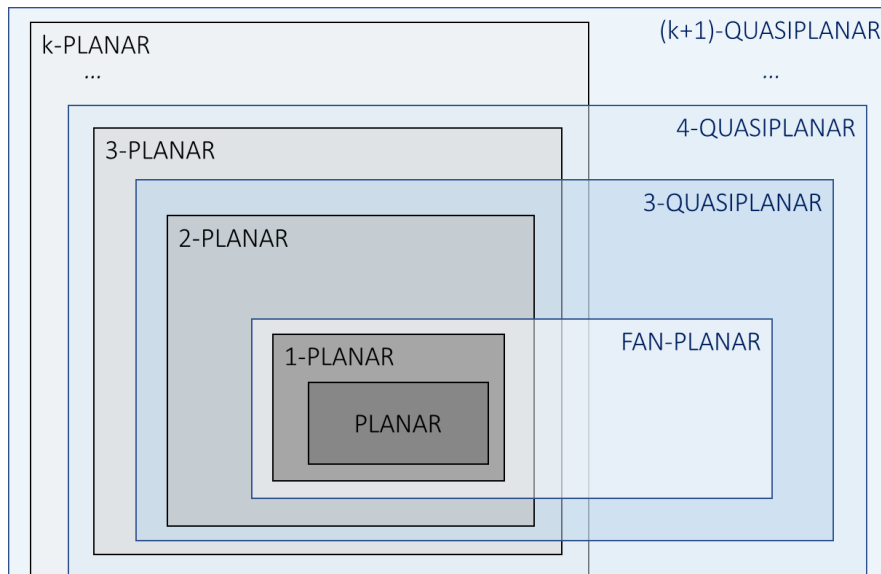 k-PLANAR
(k+1)-QUASIPLANAR
...
...
4-QUASIPLANAR
3-PLANAR
3-QUASIPLANAR
2-PLANAR
FAN-PLANAR
1-PLANAR
PLANAR